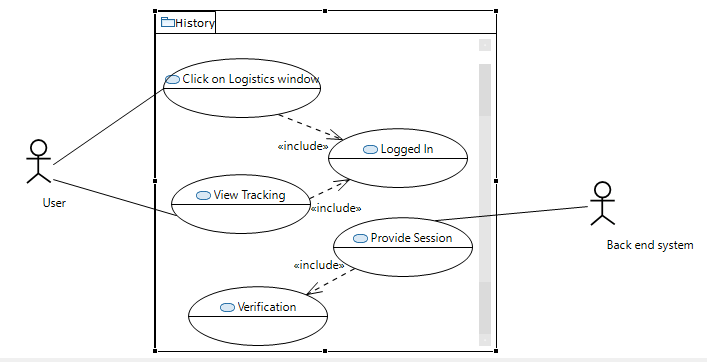 History
Click on Logistics window
«include»
Logged In
View Tracking
User
«include»
Provide Session
Back end system
«include»
Verification